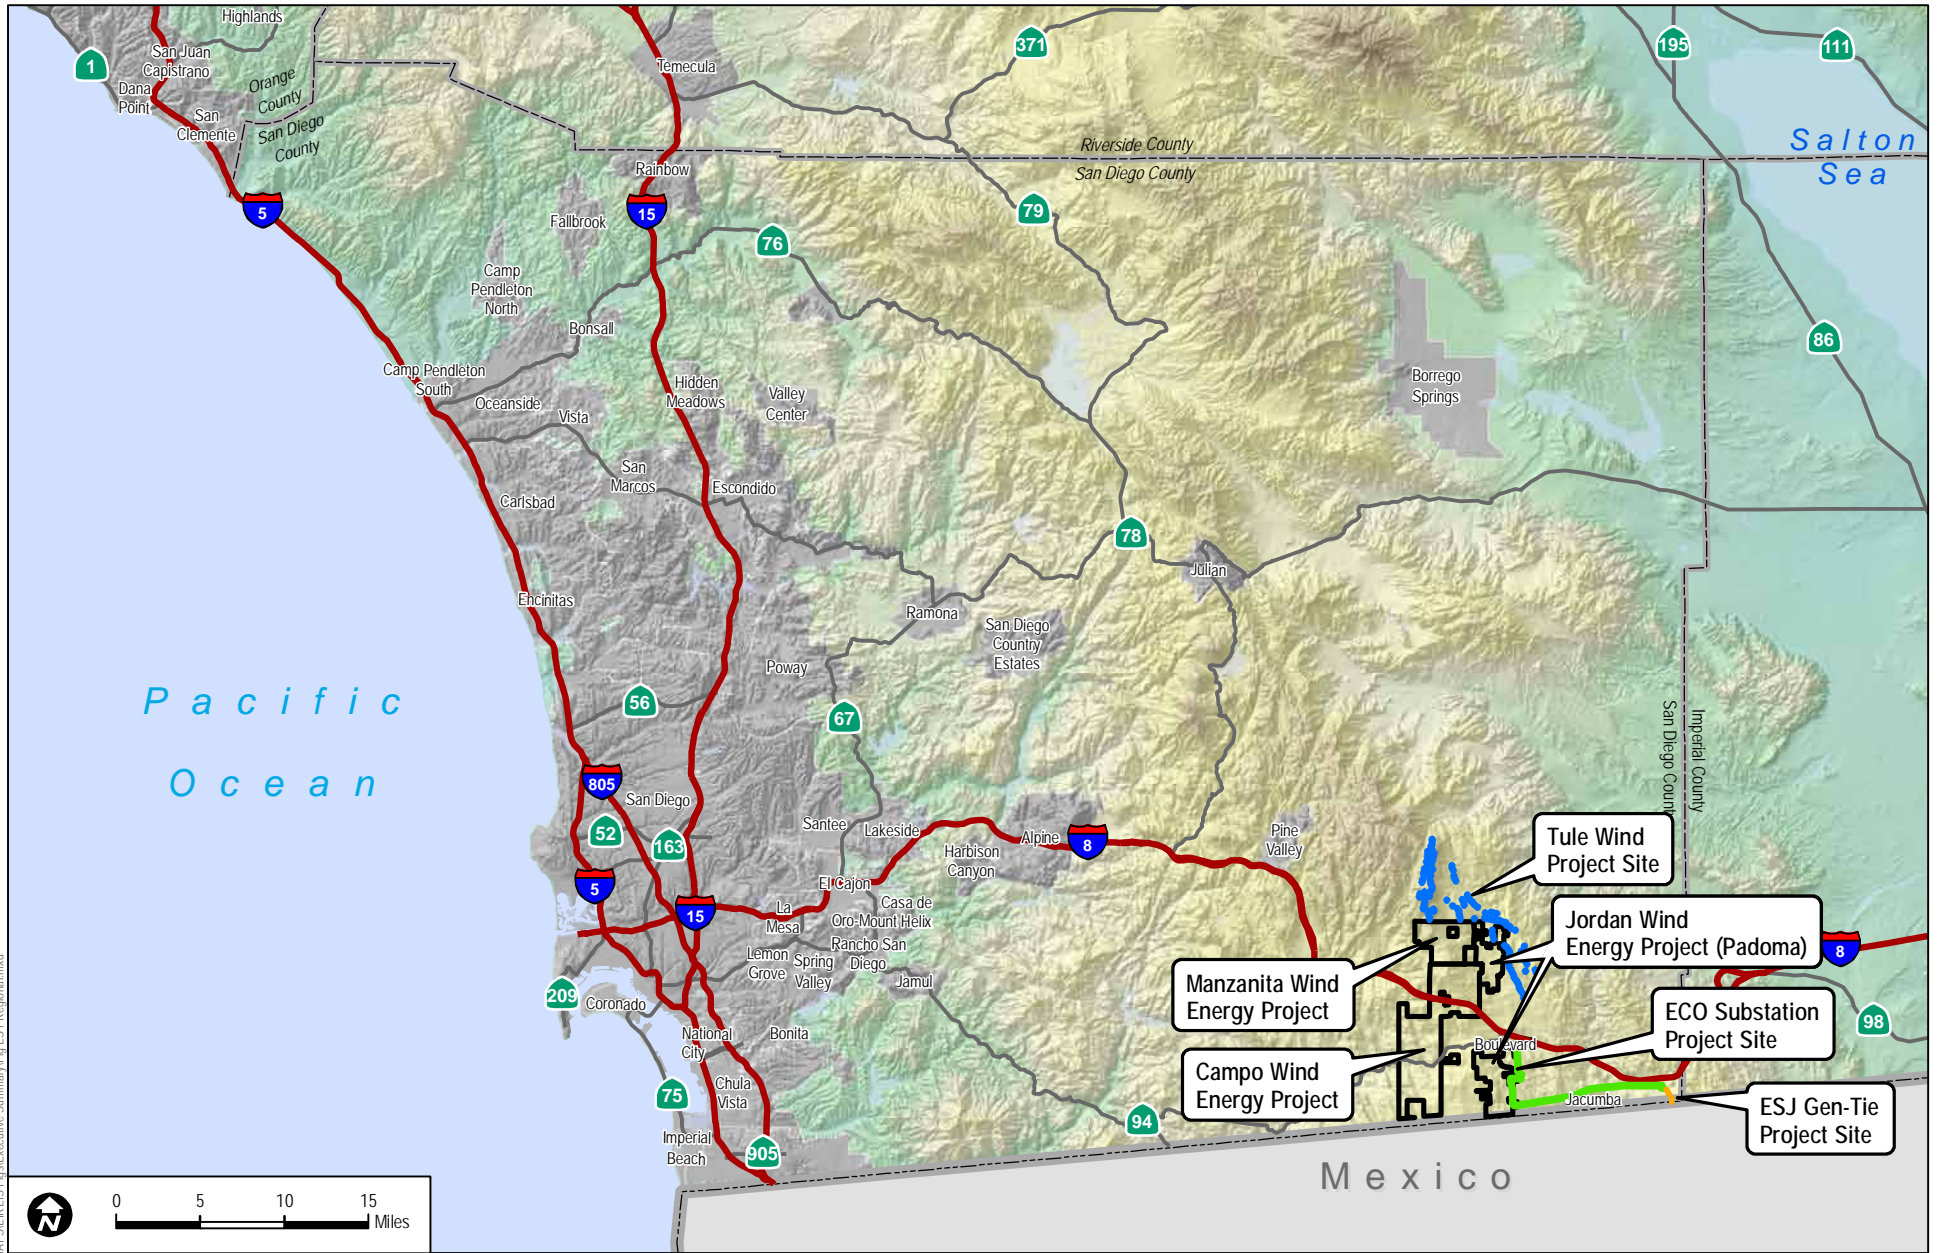 Highlands
1
San Juan
Capistrano
Dana
Point
San
Clemente
Orange
County
San Diego
County
Temecula
371
195
111
Riverside County
San Diego County
Salton
Sea
Rainbow
5
15
Fallbrook
79
76
Camp
Pendleton
North
Bonsall
86
Camp Pendleton
South
Oceanside
Vista
Hidden
Meadows
Valley
Center
Borrego
Springs
San
Marcos
Escondido
Carlsbad
78
Julian
Encinitas
Ramona
San Diego
Country
Estates
Poway
Pacific
Ocean
56
67
San Diego County
Imperial County
805
San Diego
52
163
Santee
Lakeside
Alpine
8
Harbison
Canyon
Pine
Valley
Tule Wind
Project Site
5
El Cajon
15
La
Mesa
Casa de
Oro-Mount Helix
Jordan Wind
Energy Project (Padoma)
8
Lemon
Grove
Spring
Valley
Rancho San
Diego
Jamul
Manzanita Wind
Energy Project
209
Coronado
ECO Substation
Project Site
98
National
City
Bonita
Boulevard
Campo Wind
Energy Project
75
Chula
Vista
Jacumba
ESJ Gen-Tie
Project Site
94
Imperial
Beach
905
Mexico
N
0 5 10 15
Miles